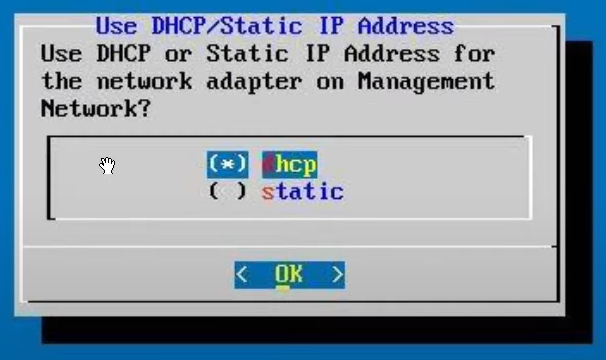 Use DHCP/Static IP Address
Use DHCP or Static IP Address for
the network adapter on Management
Network?
(*) dhcp
( ) static
< OK >